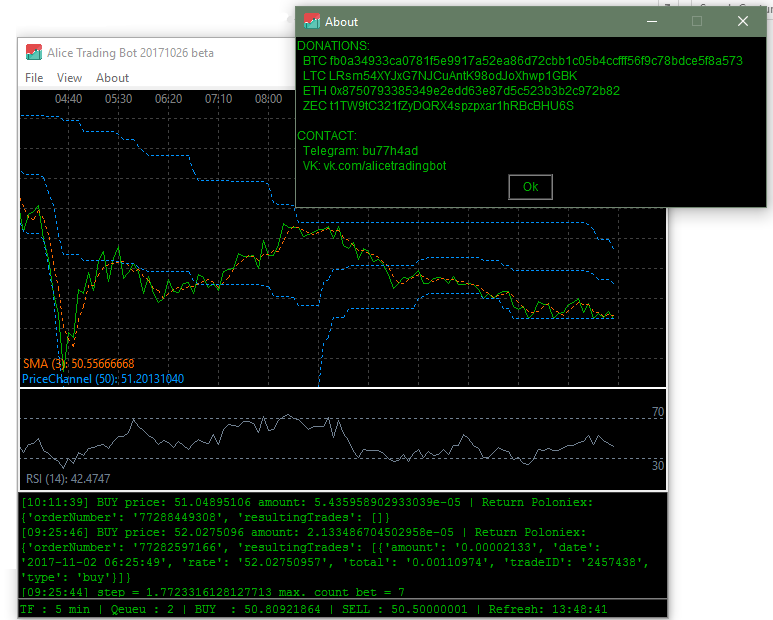 About
DONATIONS:
BTC fb0a34933ca0781f5e9917a52ea86d72cbb1c05b4ccfff56f9c78bdce5f8a573
LTC LRsm54XYJxG7NJCuAntK98odJoXhwp1GBK
ETH 0x8750793385349e2edd63e87d5c523b3b2c972b82
ZEC t1TW9tC321fZyDQRX4spzpxar1hRBcBHU6S
CONTACT:
Telegram: bu77h4ad
VK: vk.com/alicetradingbot
Ok
Alice Trading Bot 20171026 beta
File View About
04:40 05:30 06:20 07:10 08:00
SMA (3): 50.55666668
PriceChannel (50): 51.20131040
70
30
RSI (14): 42.4747
[10:11:39] BUY price: 51.04895106 amount: 5.435958902933039e-05 | Return Poloniex:
{'orderNumber': '77288449308', 'resultingTrades': []}
[09:25:46] BUY price: 52.0275096 amount: 2.133486704502958e-05 | Return Poloniex:
{'orderNumber': '77282597166', 'resultingTrades': [{'amount': '0.00002133', 'date':
'2017-11-02 06:25:49', 'rate': '52.02750957', 'total': '0.00110974', 'tradeID': '2457438',
'type': 'buy'}]}
[09:25:44] step = 1.7723316128127713 max. count bet = 7
TF : 5 min | Qeueu : 2 | BUY : 50.80921864 | SELL : 50.50000001 | Refresh: 13:48:41